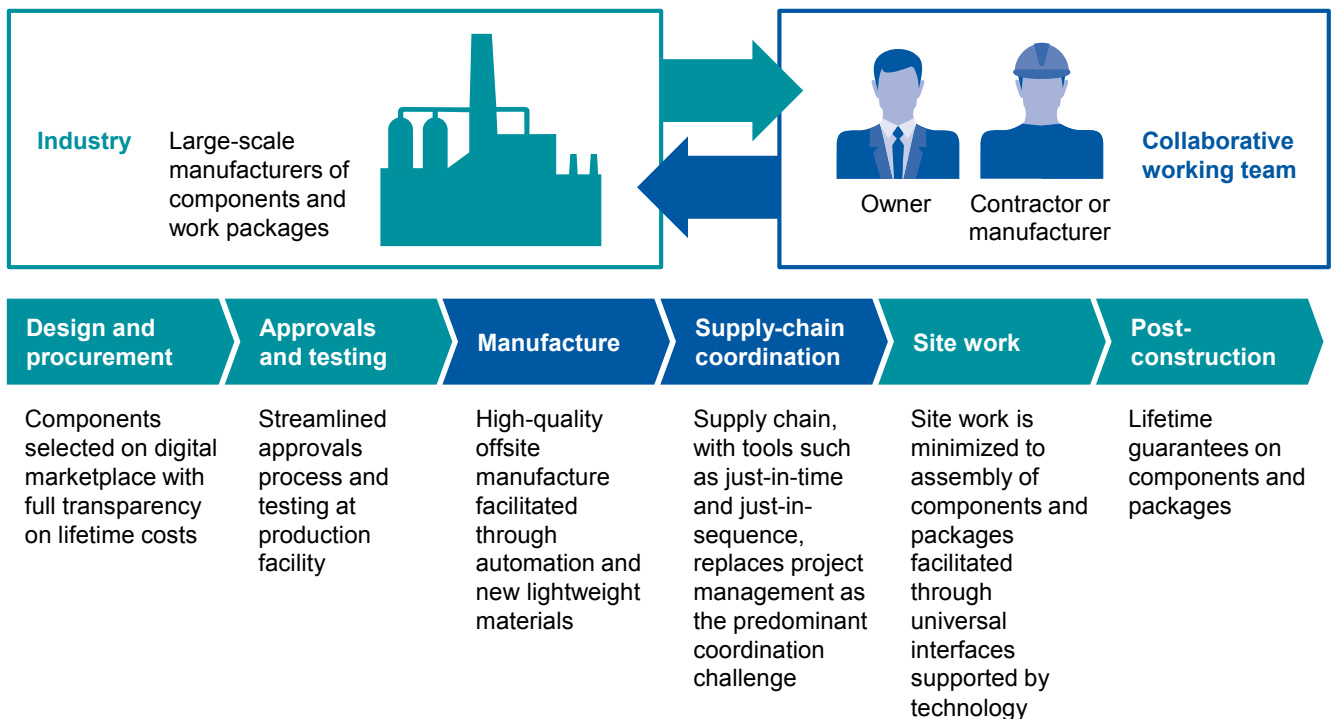 Industry
Large-scale
manufacturers of
components and
work packages
Owner
Contractor or
manufacturer
Collaborative
working team
Design and
procurement
Approvals
and testing
Manufacture
Supply-chain
coordination
Site work
Post-
construction
Components
selected on digital
marketplace with
full transparency
on lifetime costs
Streamlined
approvals
process and
testing at
production
facility
High-quality
offsite
manufacture
facilitated
through
automation and
new lightweight
materials
Supply chain,
with tools such
as just-in-time
and just-in-
sequence,
replaces project
management as
the predominant
coordination
challenge
Site work is
minimized to
assembly of
components and
packages
facilitated
through
universal
interfaces
supported by
technology
Lifetime
guarantees on
components and
packages